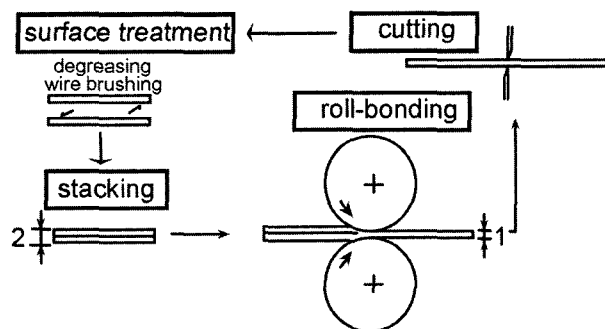 surface treatment
cutting
degreasing
wire brushing
roll-bonding
stacking
2
1